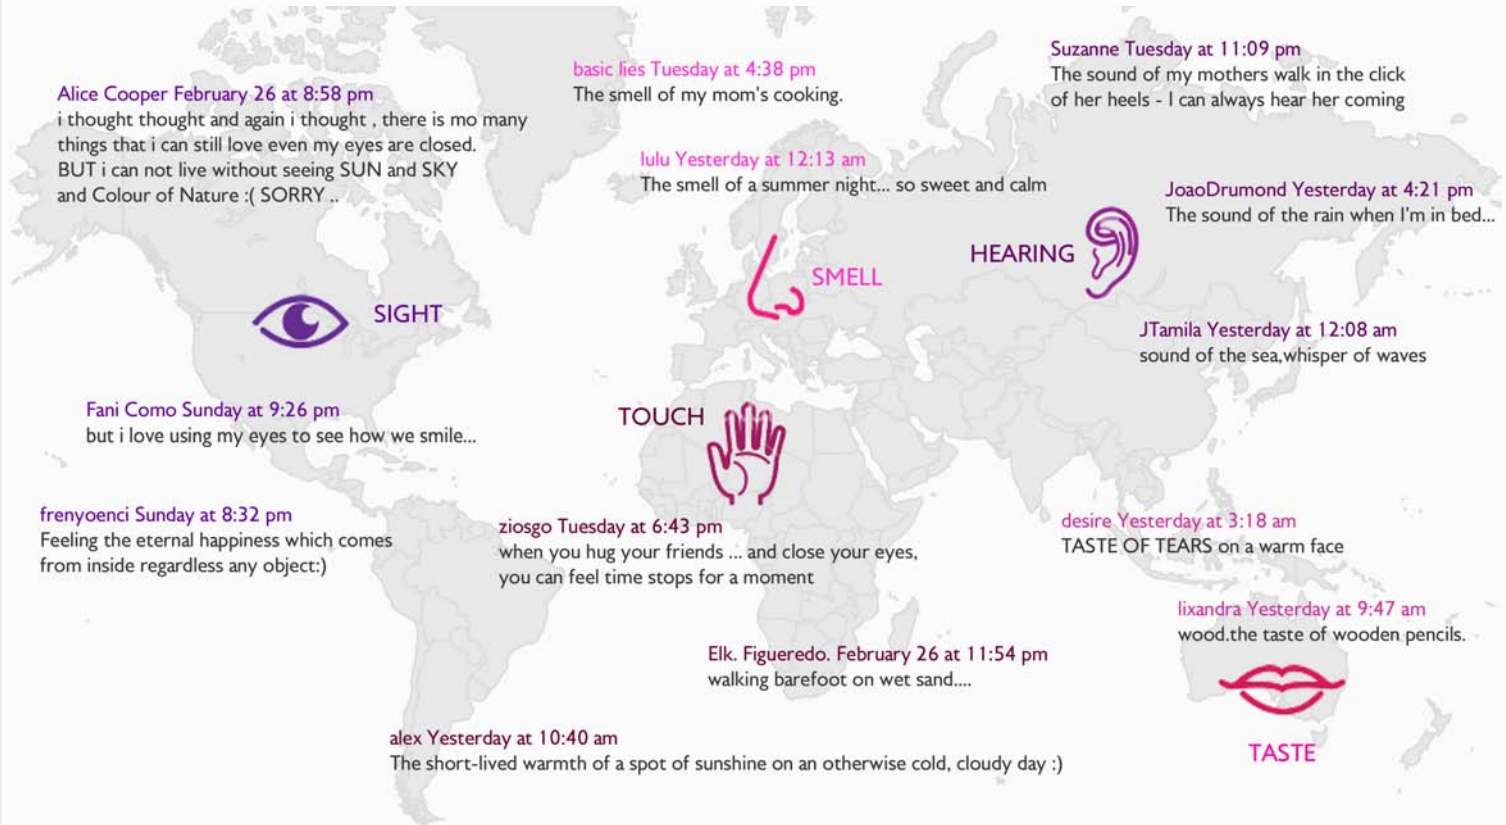 Alice Cooper February 26 at 8:58 pm
i thought thought and again i thought , there is mo many
things that i can still love even my eyes are closed.
BUT i can not live without seeing SUN and SKY
and Colour of Nature :( SORRY ..
SIGHT
Fani Como Sunday at 9:26 pm
but i love using my eyes to see how we smile...
frenyoenci Sunday at 8:32 pm
Feeling the eternal happiness which comes
from inside regardless any object:)
basic lies Tuesday at 4:38 pm
The smell of my mom's cooking.
lulu Yesterday at 12:13 am
The smell of a summer night... so sweet and calm
SMELL
Suzanne Tuesday at 11:09 pm
The sound of my mothers walk in the click
of her heels - I can always hear her coming
JoaoDrumond Yesterday at 4:21 pm
The sound of the rain when I'm in bed...
HEARING
JTamila Yesterday at 12:08 am
sound of the sea,whisper of waves
TOUCH
ziosgo Tuesday at 6:43 pm
when you hug your friends ... and close your eyes,
you can feel time stops for a moment
Elk. Figueredo. February 26 at 11:54 pm
walking barefoot on wet sand....
alex Yesterday at 10:40 am
The short-lived warmth of a spot of sunshine on an otherwise cold, cloudy day :)
desire Yesterday at 3:18 am
TASTE OF TEARS on a warm face
lixandra Yesterday at 9:47 am
wood.the taste of wooden pencils.
TASTE